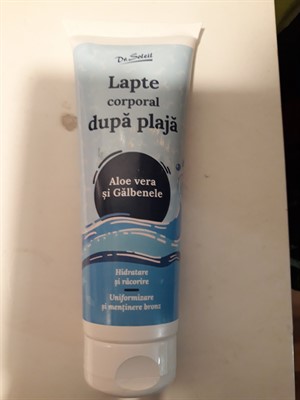 Dr. Soleil
Lapte
corporal
după plajă
Aloe vera
și Gălbenele
Hidratare
și răcorire
Uniformizare
și menținere bronz